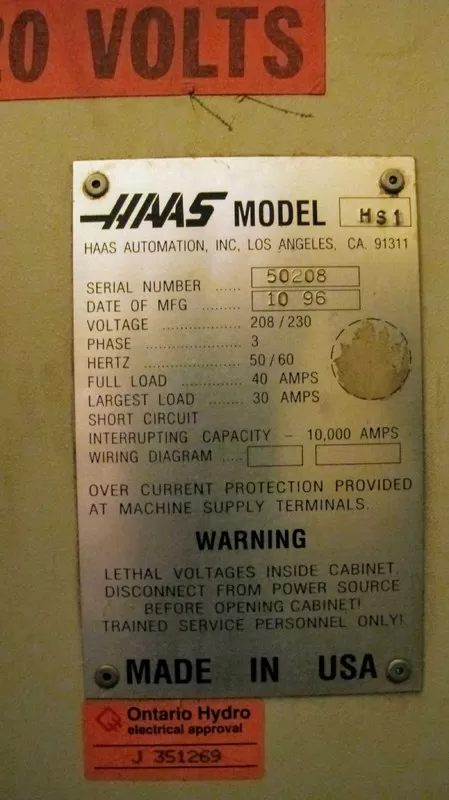 20 VOLTS
HAAS MODEL HS1
HAAS AUTOMATION, INC, LOS ANGELES, CA. 91311
SERIAL NUMBER ...... 50208
DATE OF MFG ........... 10 96
VOLTAGE ................. 208 / 230
PHASE ..................... 3
HERTZ ..................... 50 / 60
FULL LOAD ............. 40 AMPS
LARGEST LOAD ...... 30 AMPS
SHORT CIRCUIT
INTERRUPTING CAPACITY – 10,000 AMPS
WIRING DIAGRAM .....
OVER CURRENT PROTECTION PROVIDED
AT MACHINE SUPPLY TERMINALS.
WARNING
LETHAL VOLTAGES INSIDE CABINET,
DISCONNECT FROM POWER SOURCE
BEFORE OPENING CABINET!
TRAINED SERVICE PERSONNEL ONLY!
MADE IN USA
Ontario Hydro
electrical approval
J 351269